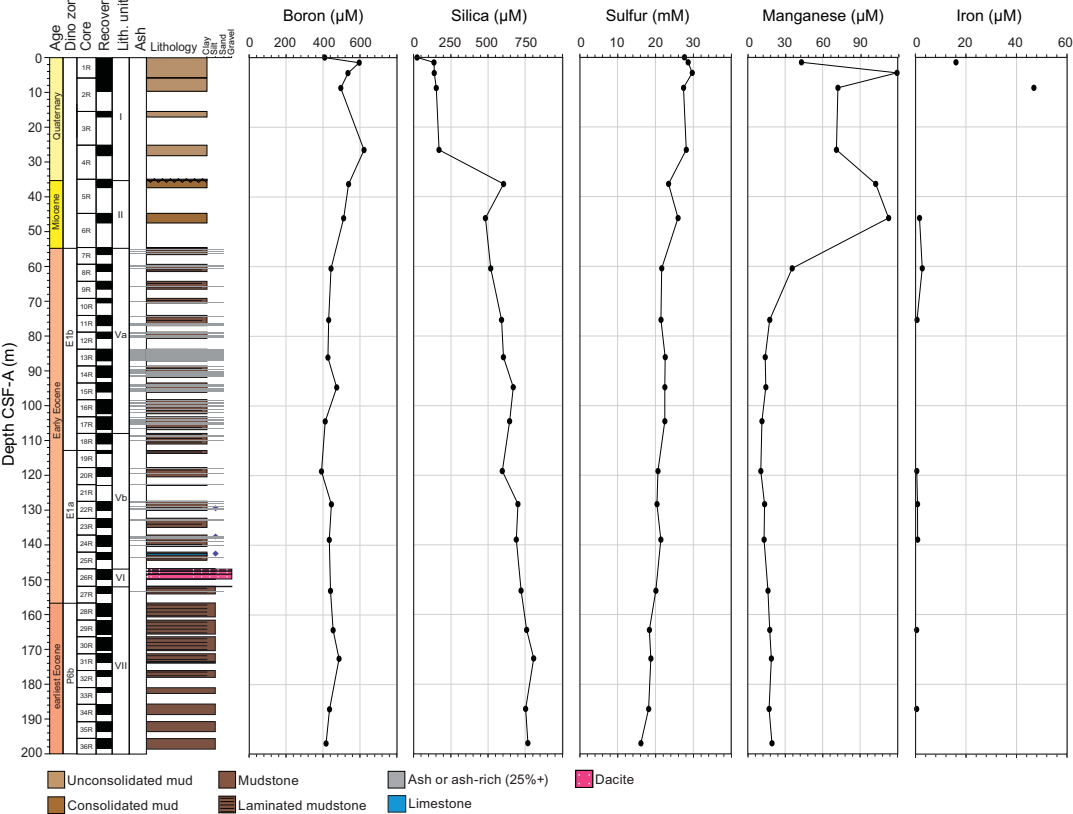 Age
Dino zon
Core
Recovery
Lith. unit
Ash
Lithology
Clay
Silt
Sand
Gravel
Boron (µM)
Silica (µM)
Sulfur (mM)
Manganese (µM)
Iron (µM)
0 200 400 600 800
0 250 500 750
0 10 20 30 40
0 30 60 90
0 20 40 60
Depth CSF-A (m)
0
10
20
30
40
50
60
70
80
90
100
110
120
130
140
150
160
170
180
190
200
Quaternary
Miocene
Early Eocene
earliest Eocene
E1b
E1a
P6b
1R
2R
3R
4R
5R
6R
7R
8R
9R
10R
11R
12R
13R
14R
15R
16R
17R
18R
19R
20R
21R
22R
23R
24R
25R
26R
27R
28R
29R
30R
31R
32R
33R
34R
35R
36R
I
II
Va
Vb
VI
VII
Unconsolidated mud
Mudstone
Ash or ash-rich (25%+)
Dacite
Consolidated mud
Laminated mudstone
Limestone